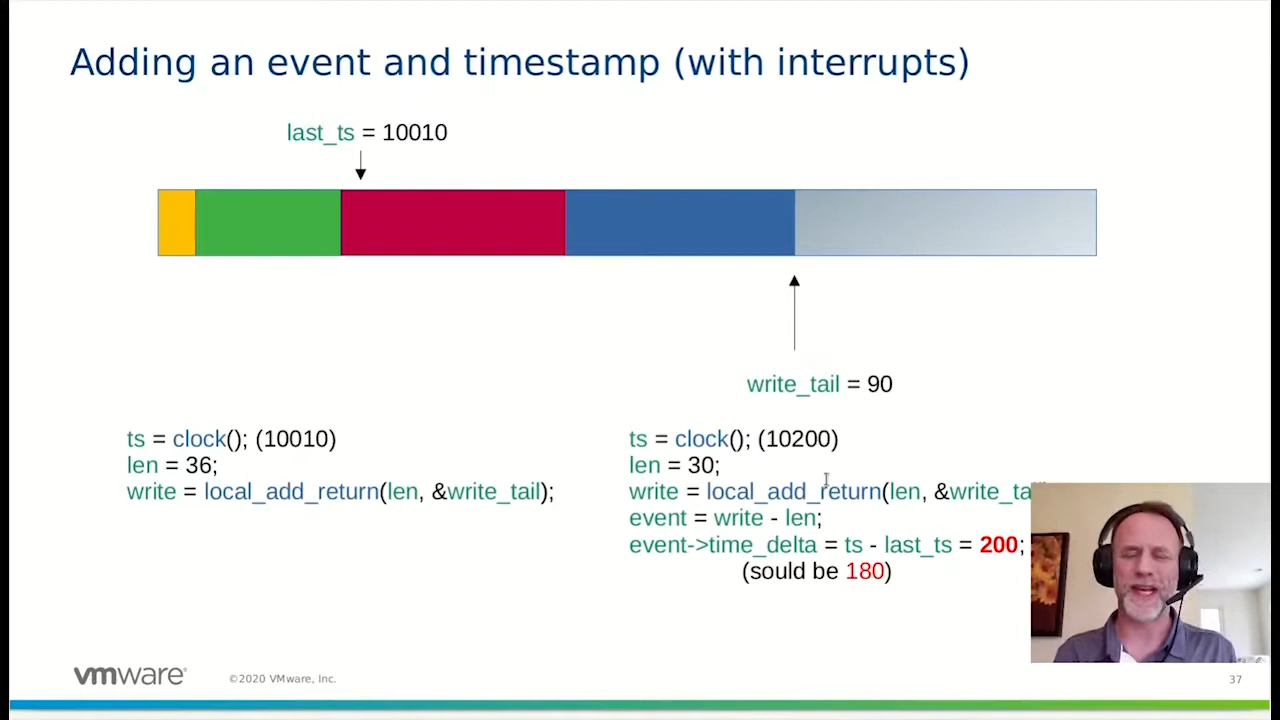 Adding an event and timestamp (with interrupts)
last_ts = 10010
write_tail = 90
ts = clock(); (10010)
len = 36;
write = local_add_return(len, &write_tail);
ts = clock(); (10200)
len = 30;
write = local_add_return(len, &write_ta
event = write - len;
event->time_delta = ts - last_ts = 200;
(sould be 180)
vmware®
©2020 VMware, Inc.
37